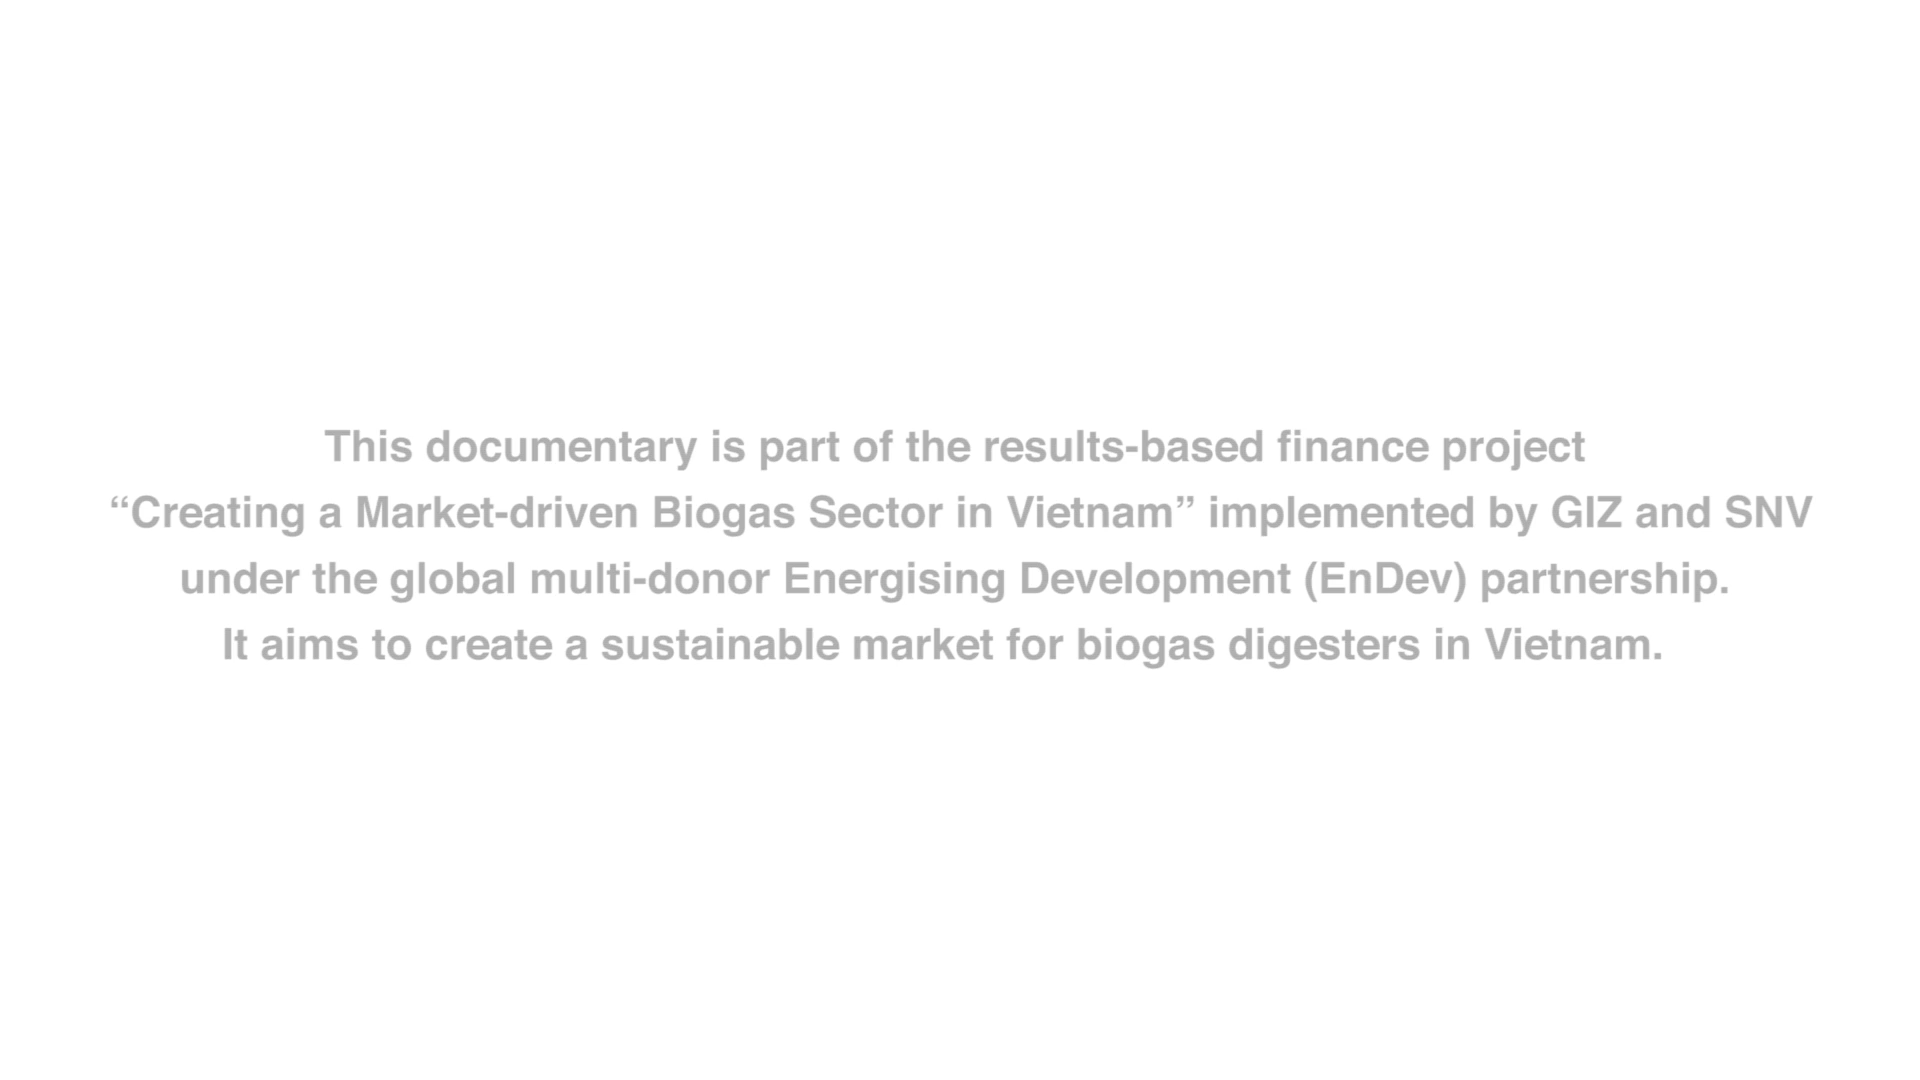 This documentary is part of the results-based finance project
“Creating a Market-driven Biogas Sector in Vietnam” implemented by GIZ and SNV
under the global multi-donor Energising Development (EnDev) partnership.
It aims to create a sustainable market for biogas digesters in Vietnam.